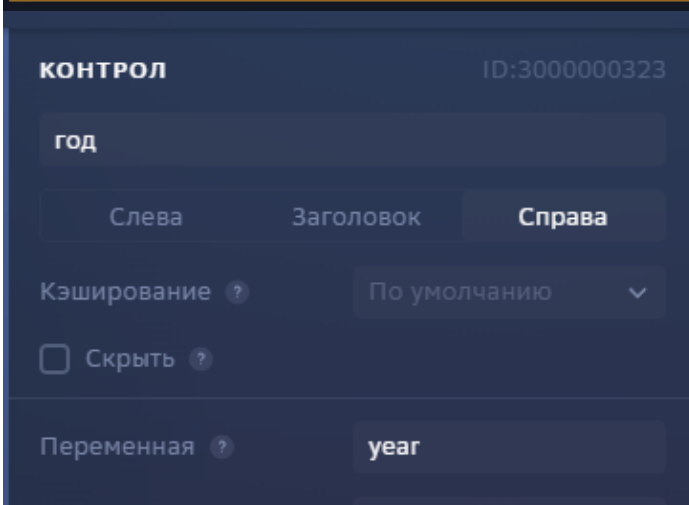 КОНТРОЛ ID:3000000323
год
Слева Заголовок Справа
Кэширование ? По умолчанию
Скрыть ?
Переменная ? year